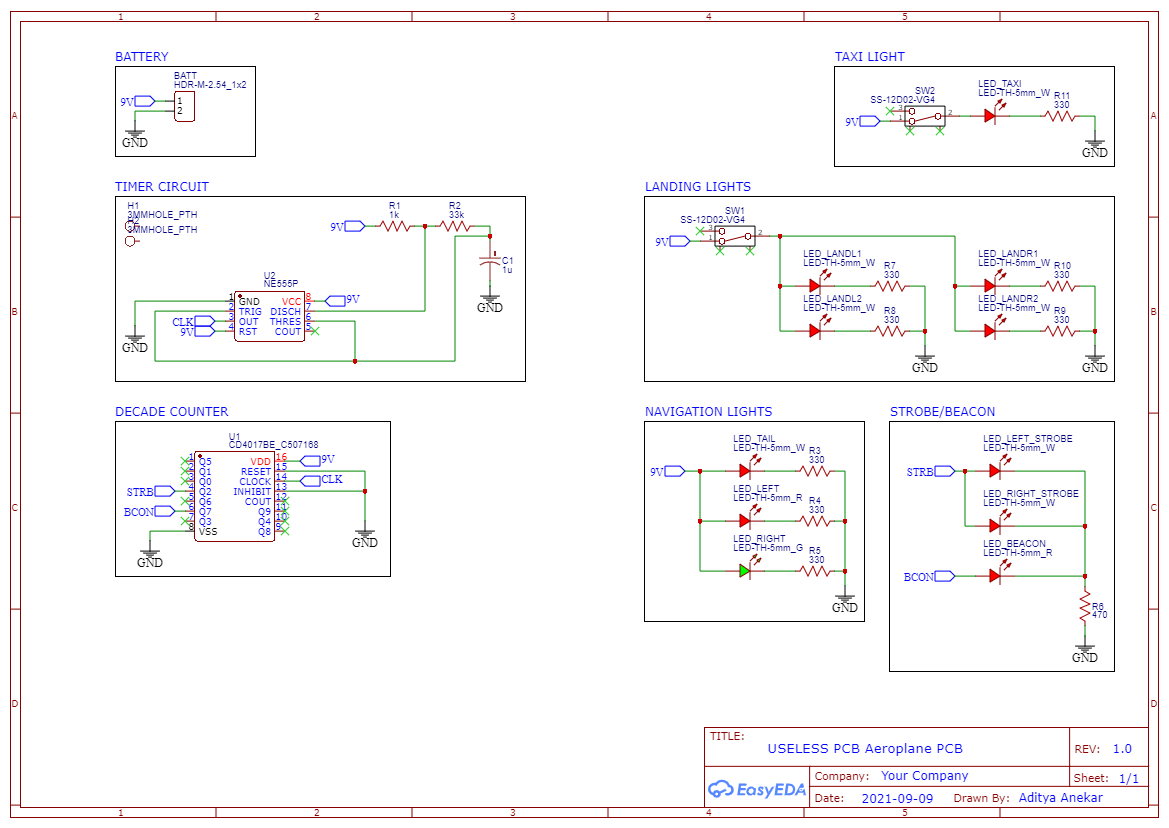 1 2 3 4 5
A
B
C
D
A
B
C
D
1 2 3 4 5
BATTERY
BATT
HDR-M-2.54_1x2
9V
1
2
GND
TIMER CIRCUIT
H1
3MMHOLE_PTH
H2
3MMHOLE_PTH
9V
R1
1k
R2
33k
C1
1u
GND
U2
NE555P
1 GND VCC 8 9V
2 TRIG DISCH 7
CLK 3 OUT THRES 6
9V 4 RST COUT 5
GND
DECADE COUNTER
U1
CD4017BE_C507168
1 Q5 VDD 16 9V
2 Q1 RESET 15
3 Q0 CLOCK 14 CLK
STRB 4 Q2 INHIBIT 13
5 Q6 COUT 12
BCON 6 Q7 Q9 11
7 Q3 Q4 10
8 VSS Q8 9
GND
GND
TAXI LIGHT
SW2
SS-12D02-VG4
9V
3
1
2
LED_TAXI
LED-TH-5mm_W
R11
330
GND
LANDING LIGHTS
SW1
SS-12D02-VG4
9V
3
1
2
LED_LANDL1
LED-TH-5mm_W
R7
330
LED_LANDL2
LED-TH-5mm_W
R8
330
GND
LED_LANDR1
LED-TH-5mm_W
R10
330
LED_LANDR2
LED-TH-5mm_W
R9
330
GND
NAVIGATION LIGHTS
9V
LED_TAIL
LED-TH-5mm_W
R3
330
LED_LEFT
LED-TH-5mm_R
R4
330
LED_RIGHT
LED-TH-5mm_G
R5
330
GND
STROBE/BEACON
STRB
LED_LEFT_STROBE
LED-TH-5mm_W
LED_RIGHT_STROBE
LED-TH-5mm_W
LED_BEACON
LED-TH-5mm_R
BCON
R6
470
GND
TITLE:
USELESS PCB Aeroplane PCB
REV: 1.0
EasyEDA
Company: Your Company
Sheet: 1/1
Date: 2021-09-09 Drawn By: Aditya Anekar